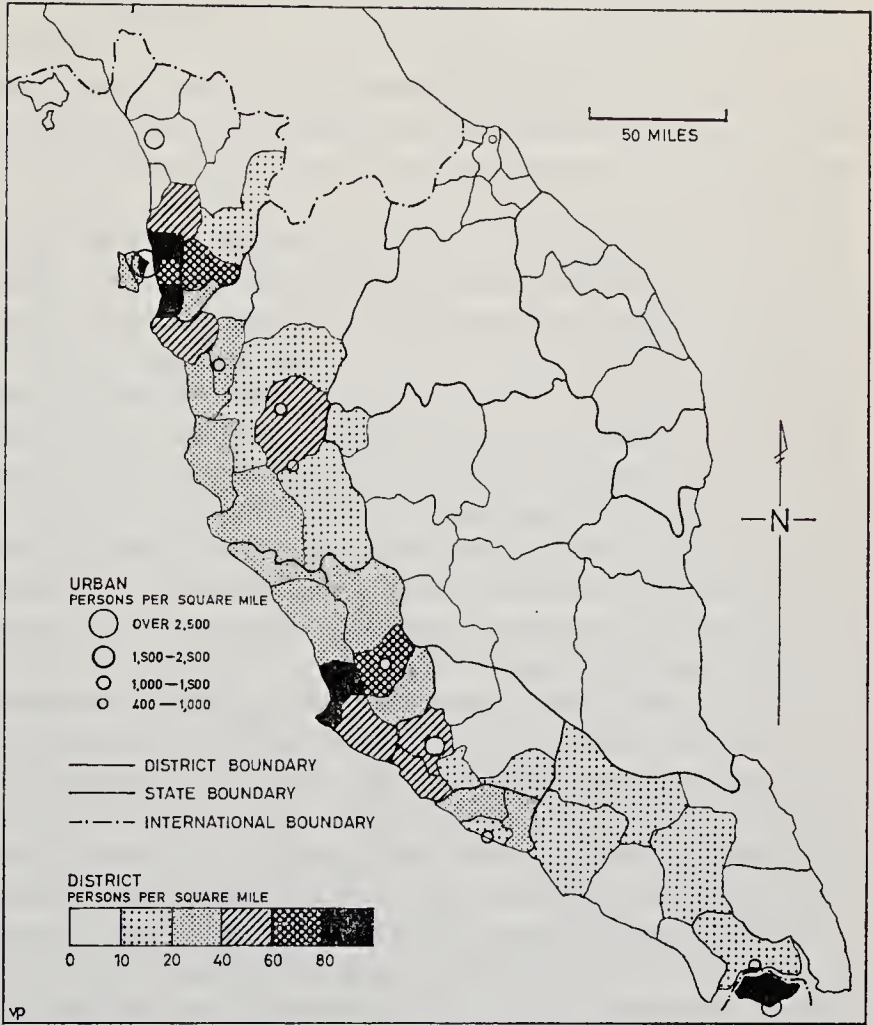 50 MILES
N
URBAN
PERSONS PER SQUARE MILE
OVER 2,500
1,500—2,500
1,000—1,500
400—1,000
DISTRICT BOUNDARY
STATE BOUNDARY
INTERNATIONAL BOUNDARY
DISTRICT
PERSONS PER SQUARE MILE
0 10 20 40 60 80
vp